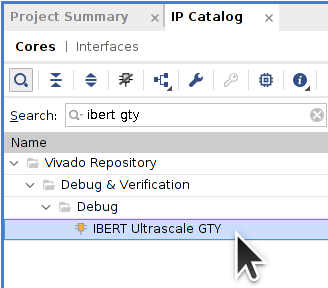 Project Summary × IP Catalog ×
Cores | Interfaces
Search: ibert gty
Name
Vivado Repository
Debug & Verification
Debug
IBERT Ultrascale GTY